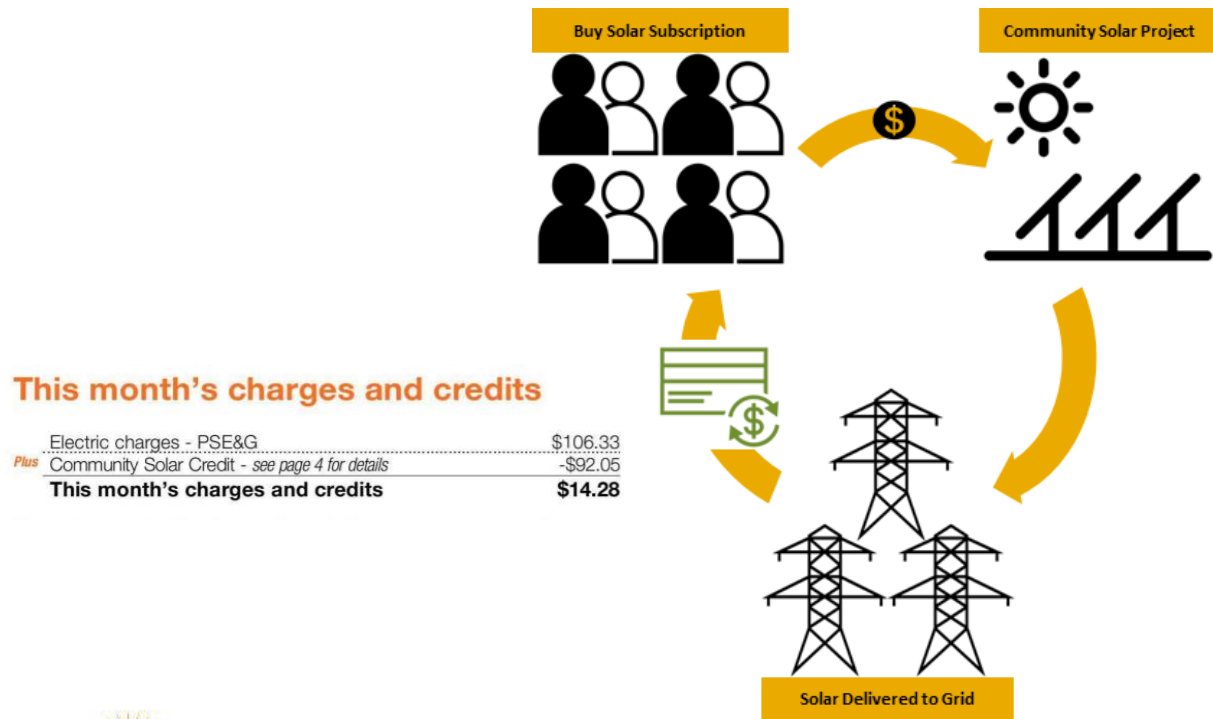 Buy Solar Subscription
Community Solar Project
$
This month's charges and credits
$
Electric charges - PSE&G $106.33
Plus Community Solar Credit - see page 4 for details -$92.05
This month's charges and credits $14.28
Solar Delivered to Grid